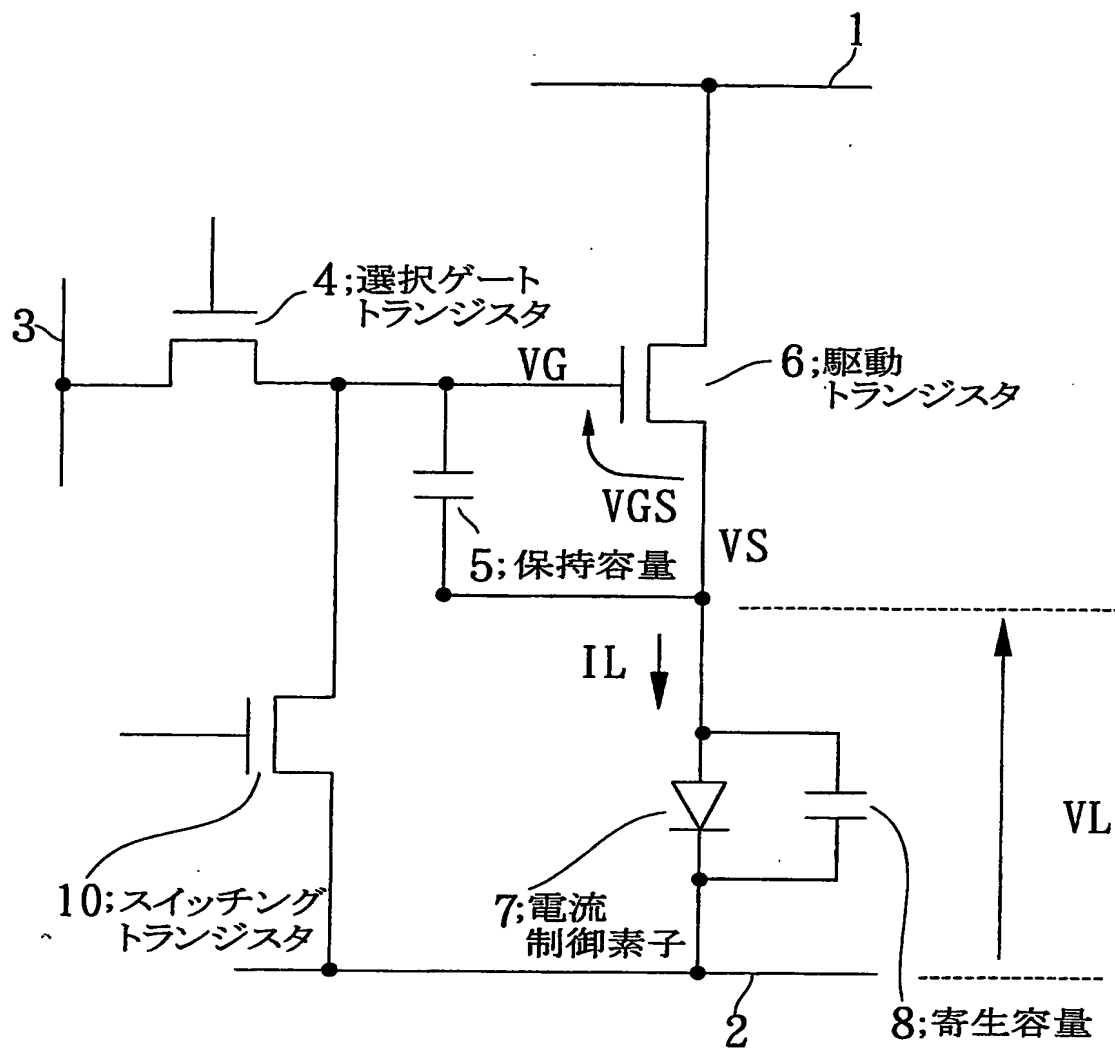 1
4;選択ゲート
トランジスタ
3
VG
6;駆動
トランジスタ
VGS
VS
5;保持容量
IL
VL
10;スイッチング
トランジスタ
7;電流
制御素子
2
8;寄生容量